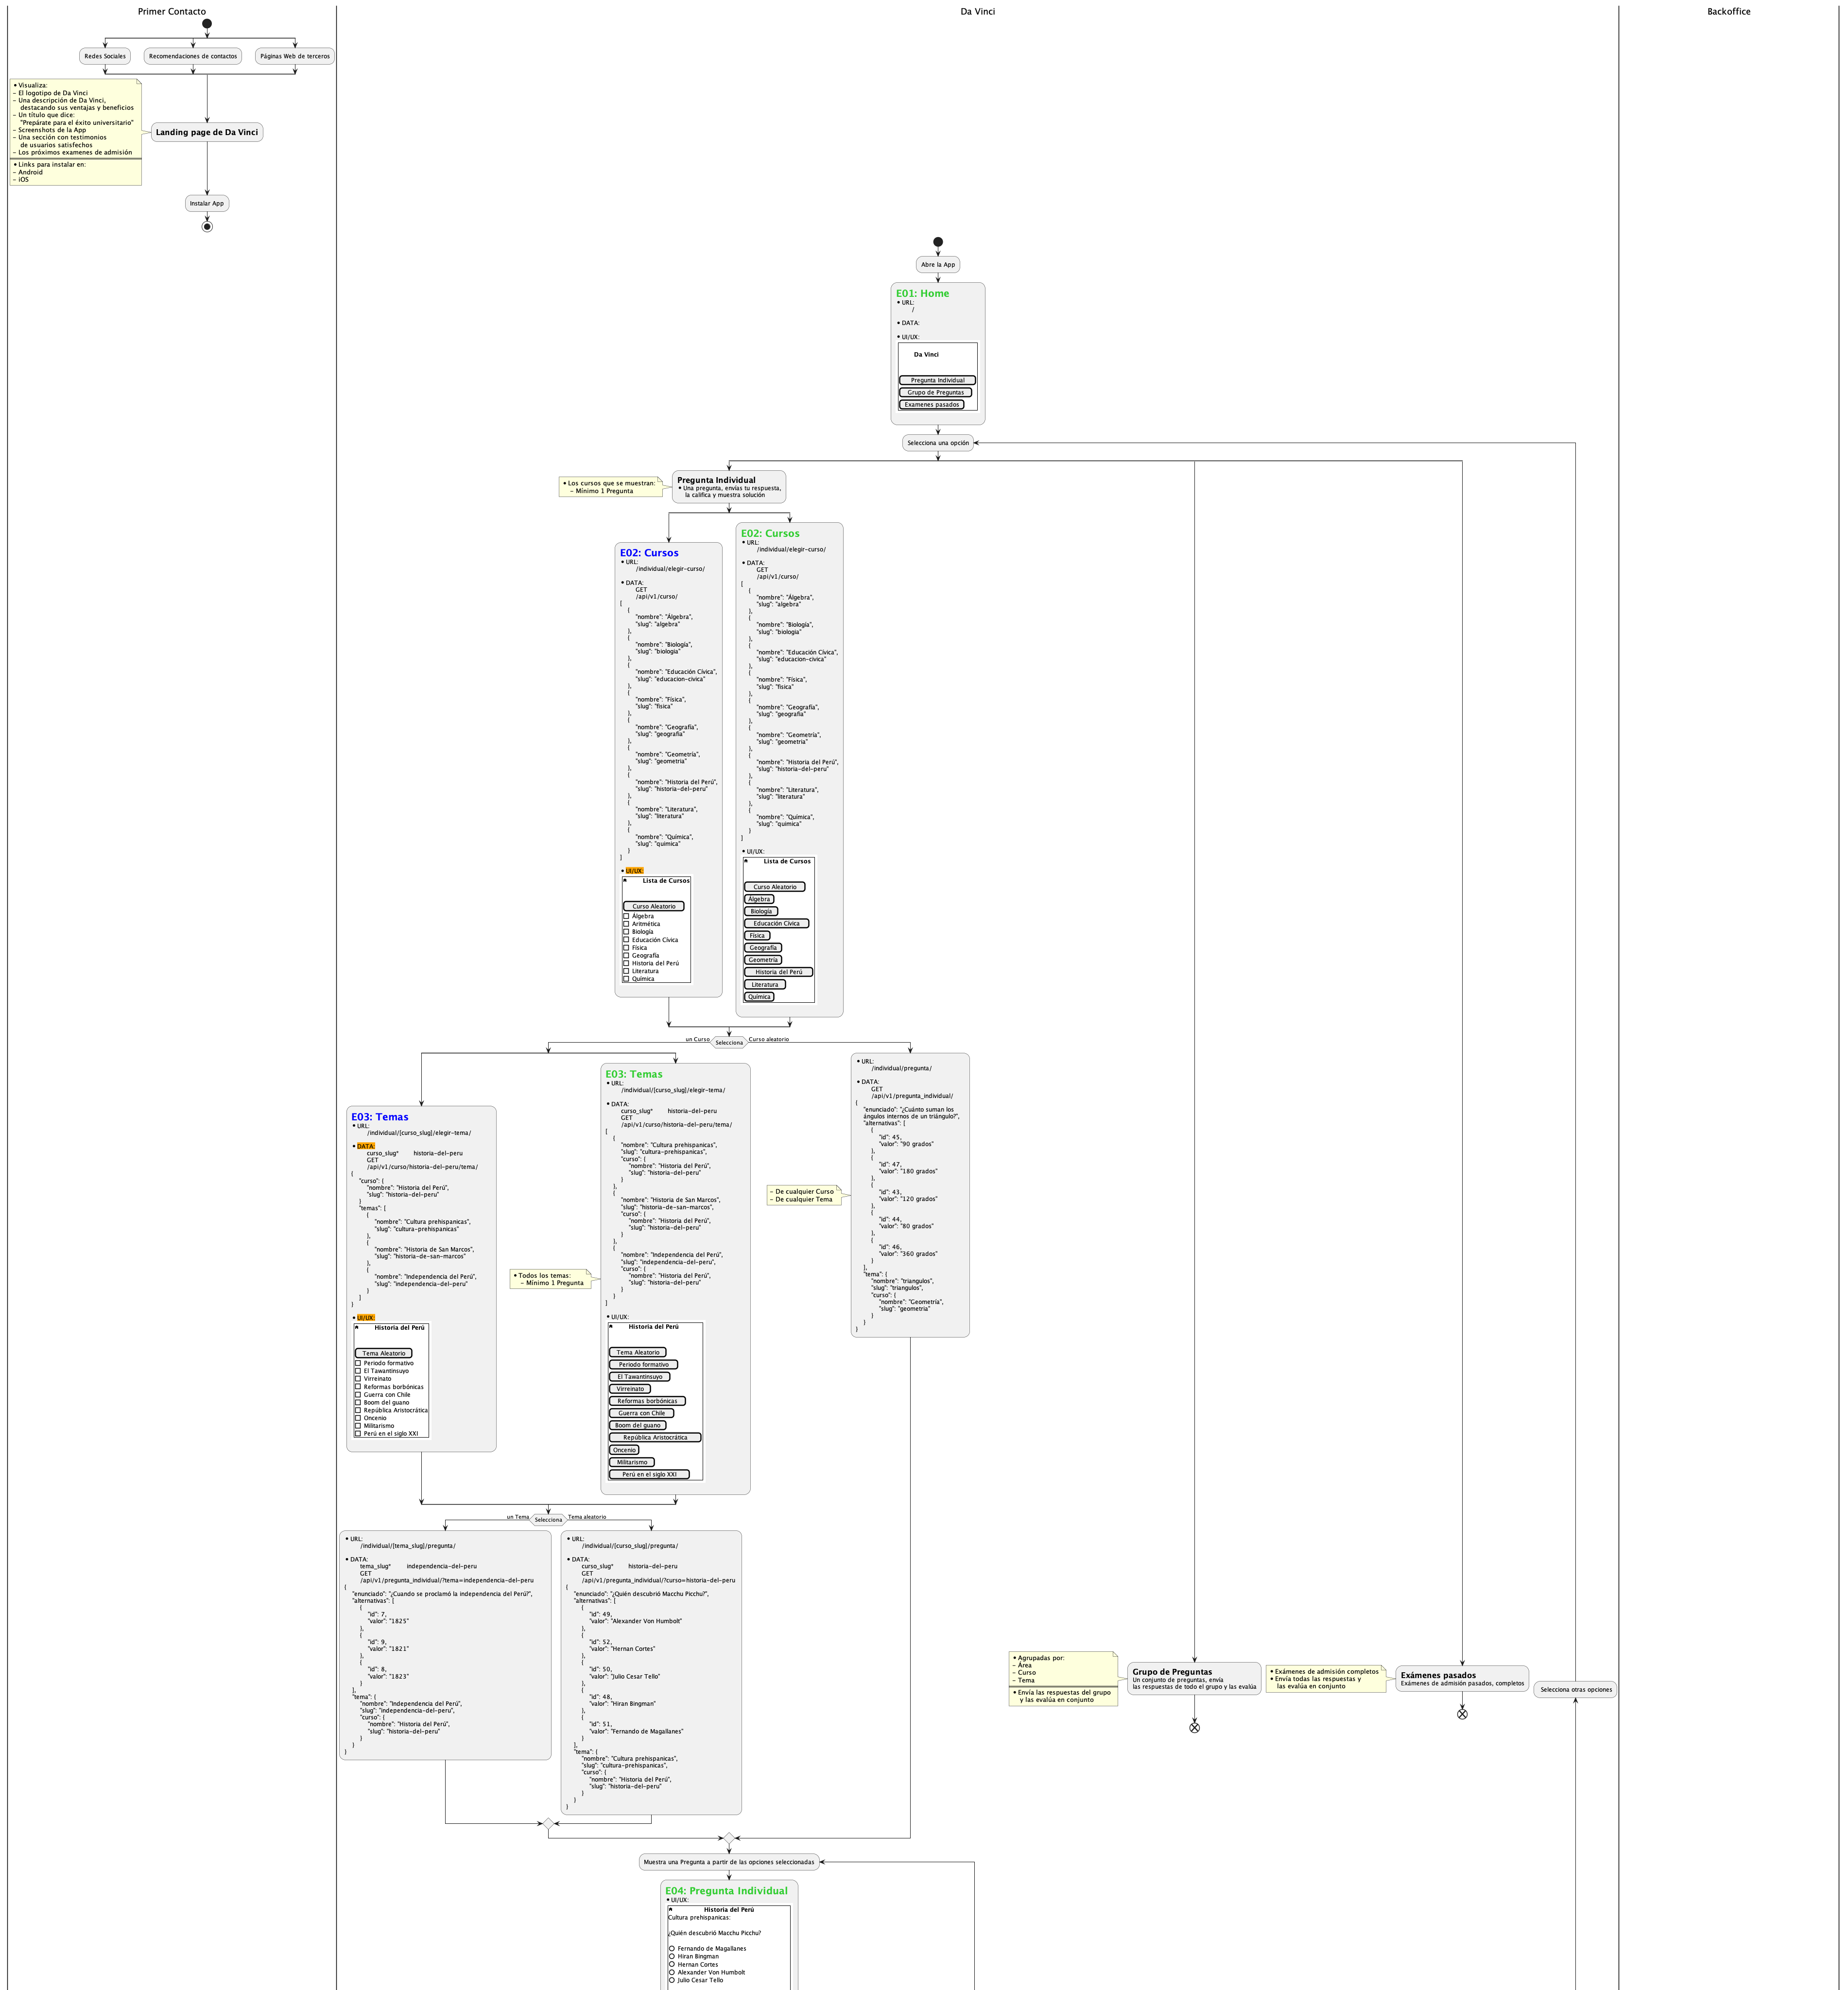 Primer Contacto
Da Vinci
Backoffice
Redes Sociales
Recomendaciones de contactos
Páginas Web de terceros
• Visualiza:
- El logotipo de Da Vinci
- Una descripción de Da Vinci,
destacando sus ventajas y beneficios
- Un título que dice:
"Prepárate para el éxito universitario"
- Screenshots de la App
- Una sección con testimonios
de usuarios satisfechos
- Los próximos examenes de admisión
• Links para instalar en:
- Android
- iOS
Landing page de Da Vinci
Instalar App
Abre la App
E01: Home
• URL:
/
• DATA:
• UI/UX:
Da Vinci
Pregunta Individual
Grupo de Preguntas
Examenes pasados
Selecciona una opción
• Los cursos que se muestran:
- Mínimo 1 Pregunta
Pregunta Individual
• Una pregunta, envías tu respuesta,
la califica y muestra solución
E02: Cursos
• URL:
/individual/elegir-curso/
• DATA:
GET
/api/v1/curso/
[
{
"nombre": "Álgebra",
"slug": "algebra"
},
{
"nombre": "Biología",
"slug": "biologia"
},
{
"nombre": "Educación Cívica",
"slug": "educacion-civica"
},
{
"nombre": "Física",
"slug": "fisica"
},
{
"nombre": "Geografía",
"slug": "geografia"
},
{
"nombre": "Geometría",
"slug": "geometria"
},
{
"nombre": "Historia del Perú",
"slug": "historia-del-peru"
},
{
"nombre": "Literatura",
"slug": "literatura"
},
{
"nombre": "Química",
"slug": "quimica"
}
]
• UI/UX:
Lista de Cursos
Curso Aleatorio
Álgebra
Aritmética
Biología
Educación Cívica
Física
Geografía
Historia del Perú
Literatura
Química
E02: Cursos
• URL:
/individual/elegir-curso/
• DATA:
GET
/api/v1/curso/
[
{
"nombre": "Álgebra",
"slug": "algebra"
},
{
"nombre": "Biología",
"slug": "biologia"
},
{
"nombre": "Educación Cívica",
"slug": "educacion-civica"
},
{
"nombre": "Física",
"slug": "fisica"
},
{
"nombre": "Geografía",
"slug": "geografia"
},
{
"nombre": "Geometría",
"slug": "geometria"
},
{
"nombre": "Historia del Perú",
"slug": "historia-del-peru"
},
{
"nombre": "Literatura",
"slug": "literatura"
},
{
"nombre": "Química",
"slug": "quimica"
}
]
• UI/UX:
Lista de Cursos
Curso Aleatorio
Álgebra
Biología
Educación Cívica
Física
Geografía
Geometría
Historia del Perú
Literatura
Química
un Curso
Selecciona
Curso aleatorio
E03: Temas
• URL:
/individual/[curso_slug]/elegir-tema/
• DATA:
curso_slug* historia-del-peru
GET
/api/v1/curso/historia-del-peru/tema/
{
"curso": {
"nombre": "Historia del Perú",
"slug": "historia-del-peru"
}
"temas": [
{
"nombre": "Cultura prehispanicas",
"slug": "cultura-prehispanicas"
},
{
"nombre": "Historia de San Marcos",
"slug": "historia-de-san-marcos"
},
{
"nombre": "Independencia del Perú",
"slug": "independencia-del-peru"
}
]
}
• UI/UX:
Historia del Perú
Tema Aleatorio
Periodo formativo
El Tawantinsuyo
Virreinato
Reformas borbónicas
Guerra con Chile
Boom del guano
República Aristocrática
Oncenio
Militarismo
Perú en el siglo XXI
• Todos los temas:
- Mínimo 1 Pregunta
E03: Temas
• URL:
/individual/[curso_slug]/elegir-tema/
• DATA:
curso_slug* historia-del-peru
GET
/api/v1/curso/historia-del-peru/tema/
[
{
"nombre": "Cultura prehispanicas",
"slug": "cultura-prehispanicas",
"curso": {
"nombre": "Historia del Perú",
"slug": "historia-del-peru"
}
},
{
"nombre": "Historia de San Marcos",
"slug": "historia-de-san-marcos",
"curso": {
"nombre": "Historia del Perú",
"slug": "historia-del-peru"
}
},
{
"nombre": "Independencia del Perú",
"slug": "independencia-del-peru",
"curso": {
"nombre": "Historia del Perú",
"slug": "historia-del-peru"
}
}
]
• UI/UX:
Historia del Perú
Tema Aleatorio
Periodo formativo
El Tawantinsuyo
Virreinato
Reformas borbónicas
Guerra con Chile
Boom del guano
República Aristocrática
Oncenio
Militarismo
Perú en el siglo XXI
- De cualquier Curso
- De cualquier Tema
• URL:
/individual/pregunta/
• DATA:
GET
/api/v1/pregunta_individual/
{
"enunciado": "¿Cuánto suman los
ángulos internos de un triángulo?",
"alternativas": [
{
"id": 45,
"valor": "90 grados"
},
{
"id": 47,
"valor": "180 grados"
},
{
"id": 43,
"valor": "120 grados"
},
{
"id": 44,
"valor": "80 grados"
},
{
"id": 46,
"valor": "360 grados"
}
],
"tema": {
"nombre": "triangulos",
"slug": "triangulos",
"curso": {
"nombre": "Geometría",
"slug": "geometria"
}
}
}
un Tema
Selecciona
Tema aleatorio
• URL:
/individual/[tema_slug]/pregunta/
• DATA:
tema_slug* independencia-del-peru
GET
/api/v1/pregunta_individual/?tema=independencia-del-peru
{
"enunciado": "¿Cuando se proclamó la independencia del Perú?",
"alternativas": [
{
"id": 7,
"valor": "1825"
},
{
"id": 9,
"valor": "1821"
},
{
"id": 8,
"valor": "1823"
}
],
"tema": {
"nombre": "Independencia del Perú",
"slug": "independencia-del-peru",
"curso": {
"nombre": "Historia del Perú",
"slug": "historia-del-peru"
}
}
}
• URL:
/individual/[curso_slug]/pregunta/
• DATA:
curso_slug* historia-del-peru
GET
/api/v1/pregunta_individual/?curso=historia-del-peru
{
"enunciado": "¿Quién descubrió Macchu Picchu?",
"alternativas": [
{
"id": 49,
"valor": "Alexander Von Humbolt"
},
{
"id": 52,
"valor": "Hernan Cortes"
},
{
"id": 50,
"valor": "Julio Cesar Tello"
},
{
"id": 48,
"valor": "Hiran Bingman"
},
{
"id": 51,
"valor": "Fernando de Magallanes"
}
],
"tema": {
"nombre": "Cultura prehispanicas",
"slug": "cultura-prehispanicas",
"curso": {
"nombre": "Historia del Perú",
"slug": "historia-del-peru"
}
}
}
• Agrupadas por:
- Área
- Curso
- Tema
• Envía las respuestas del grupo
y las evalúa en conjunto
Grupo de Preguntas
Un conjunto de preguntas, envía
las respuestas de todo el grupo y las evalúa
• Exámenes de admisión completos
• Envía todas las respuestas y
las evalúa en conjunto
Exámenes pasados
Exámenes de admisión pasados, completos
Selecciona otras opciones
Muestra una Pregunta a partir de las opciones seleccionadas
E04: Pregunta Individual
• UI/UX:
Historia del Perú
Cultura prehispanicas:
¿Quién descubrió Macchu Picchu?
Fernando de Magallanes
Hiran Bingman
Hernan Cortes
Alexander Von Humbolt
Julio Cesar Tello